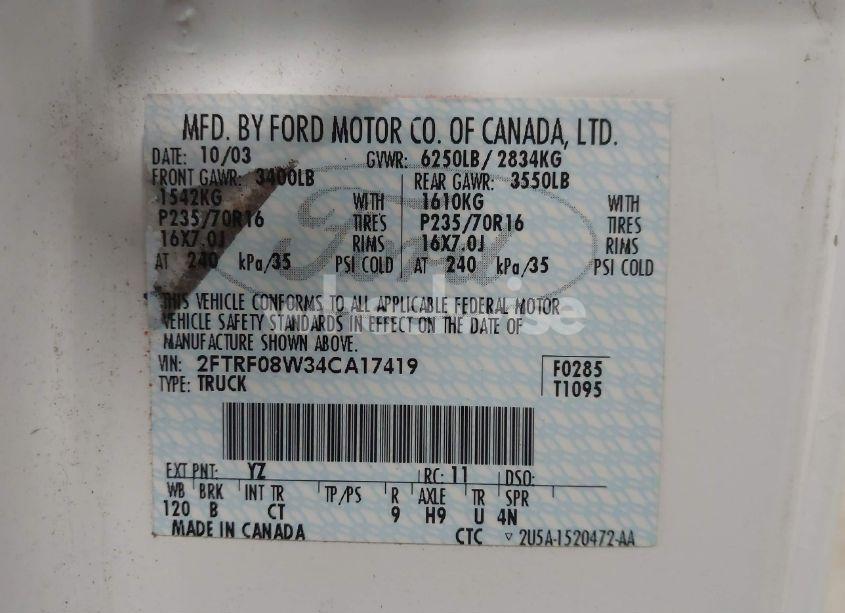 MFD. BY FORD MOTOR CO. OF CANADA, LTD.
DATE: 10/03 GVWR: 6250LB/ 2834KG
FRONT GAWR: 3400LB REAR GAWR: 3550LB
1542KG WITH 1610KG WITH
P235/70R16 TIRES P235/70R16 TIRES
16X7.0J RIMS 16X7.0J RIMS
AT 240 kPa/35 PSI COLD AT 240 kPa/35 PSI COLD
Ford
THIS VEHICLE CONFORMS TO ALL APPLICABLE FEDERAL MOTOR
VEHICLE SAFETY STANDARDS IN EFFECT ON THE DATE OF
MANUFACTURE SHOWN ABOVE.
VIN: 2FTRF08W34CA17419 F0285
TYPE: TRUCK T1095
EXT PNT: YZ RC: 11 DSO:
WB BRK INT TR TP/PS R AXLE TR SPR
120 B CT 9 H9 U 4N
MADE IN CANADA CTC 2U5A-1520472-AA